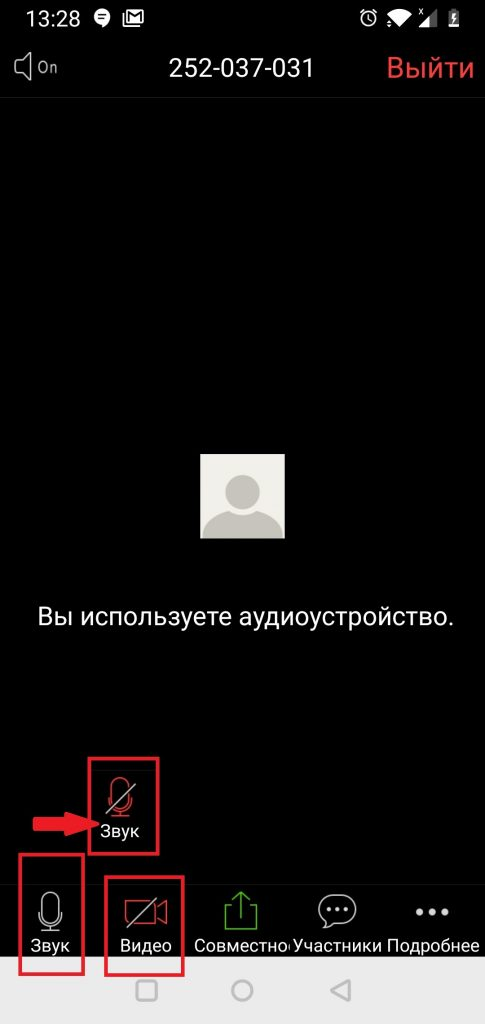 13:28
On
252-037-031
Выйти
Вы используете аудиоустройство.
Звук
Звук
Видео
Совместно
Участники
Подробнее